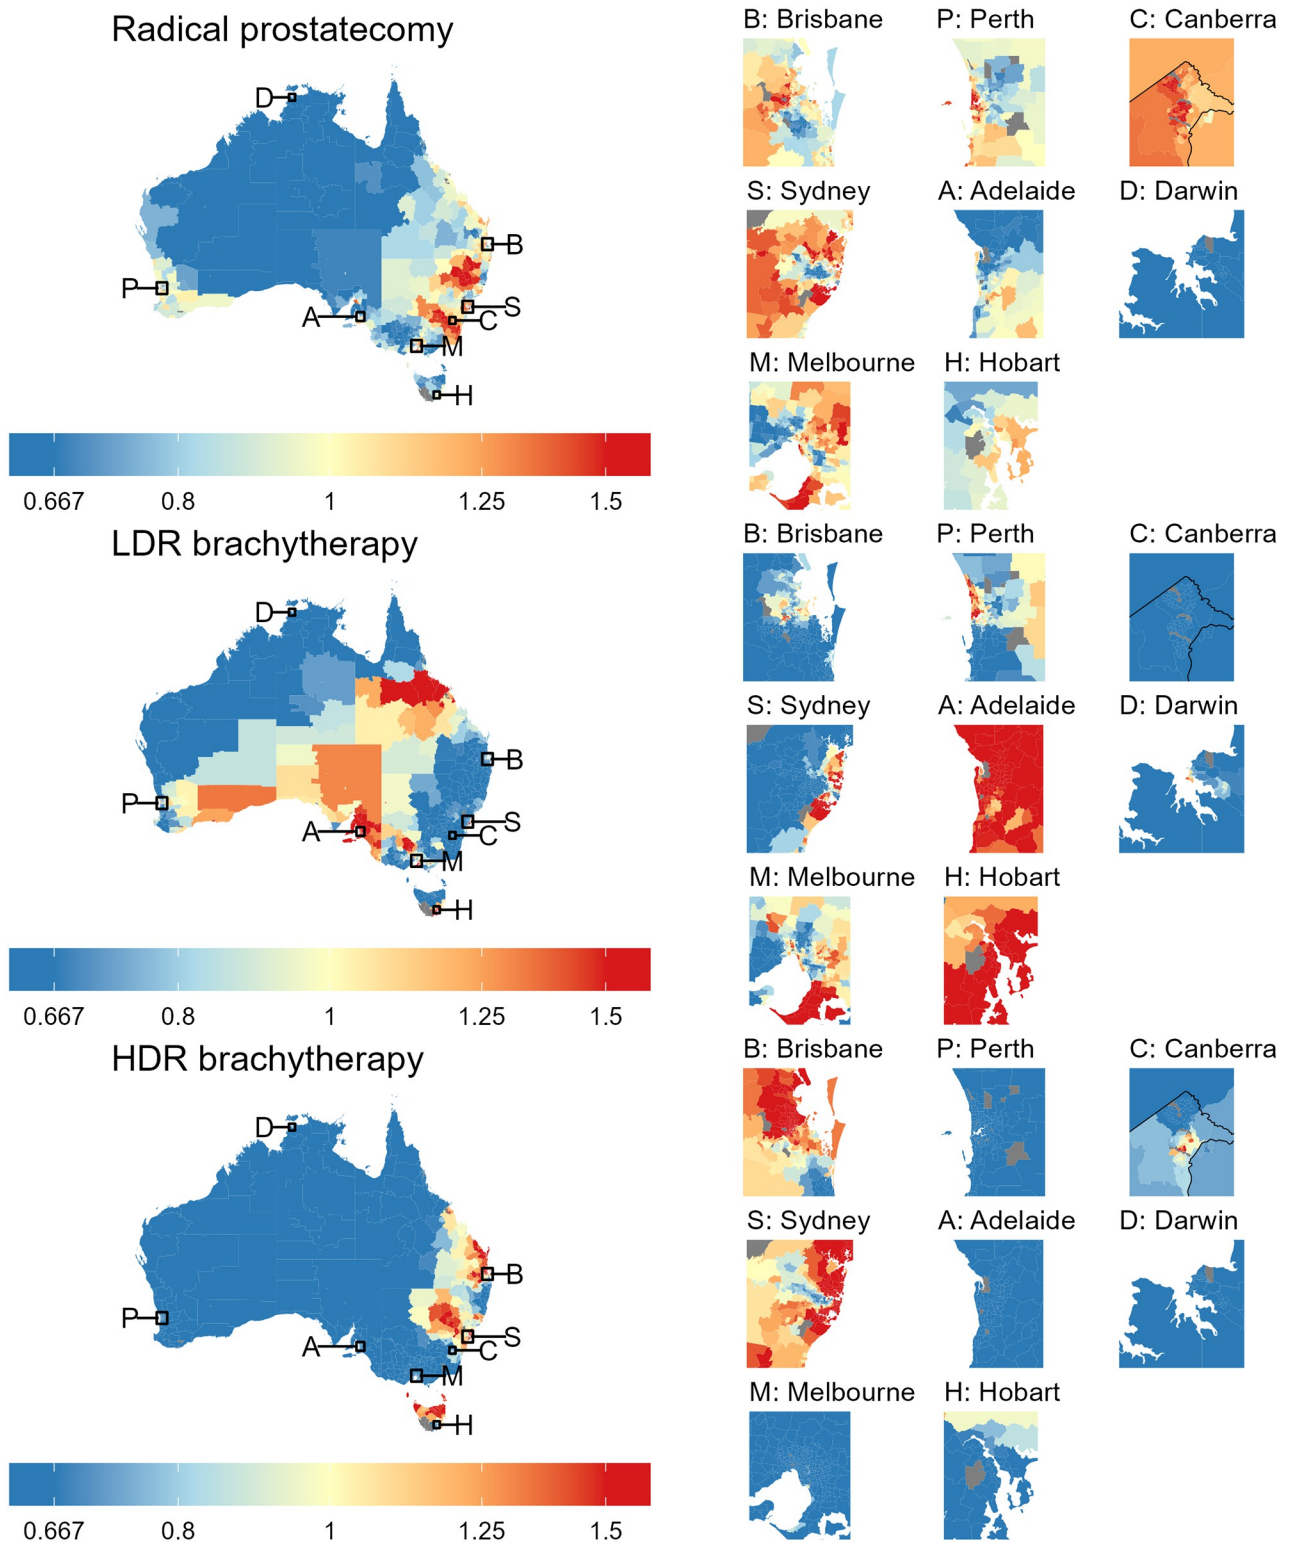 Radical prostatecomy
D
B
P
S
A
C
M
H
0.667 0.8 1 1.25 1.5
B: Brisbane P: Perth C: Canberra
S: Sydney A: Adelaide D: Darwin
M: Melbourne H: Hobart
LDR brachytherapy
D
B
P
S
A
C
M
H
0.667 0.8 1 1.25 1.5
B: Brisbane P: Perth C: Canberra
S: Sydney A: Adelaide D: Darwin
M: Melbourne H: Hobart
HDR brachytherapy
D
B
P
S
A
C
M
H
0.667 0.8 1 1.25 1.5
B: Brisbane P: Perth C: Canberra
S: Sydney A: Adelaide D: Darwin
M: Melbourne H: Hobart